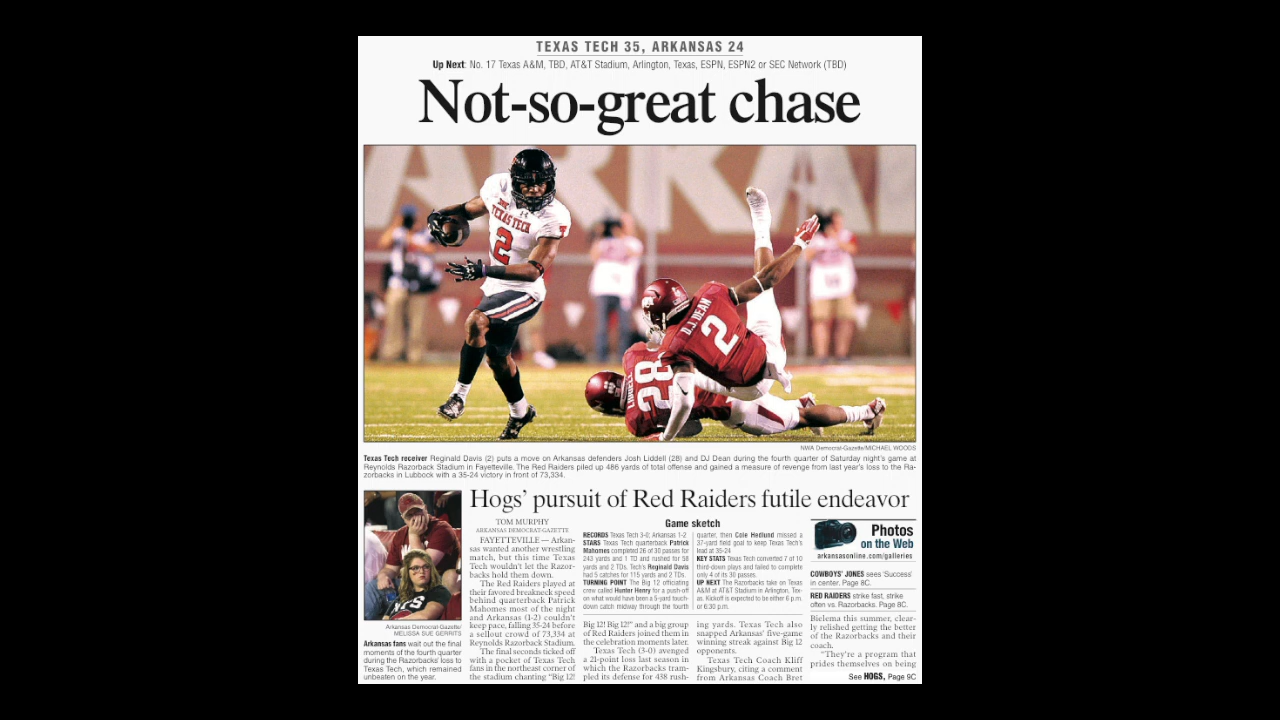 TEXAS TECH 35, ARKANSAS 24
Up Next: No. 17 Texas A&M, TBD, AT&T Stadium, Arlington, Texas, ESPN, ESPN2 or SEC Network (TBD)
Not-so-great chase
ARKA
TEXAS TECH
2
D.J. DEAN
2
LIDDELL
28
NWA Democrat-Gazette/MICHAEL WOODS
Texas Tech receiver Reginald Davis (2) puts a move on Arkansas defenders Josh Liddell (28) and DJ Dean during the fourth quarter of Saturday night's game at
Reynolds Razorback Stadium in Fayetteville. The Red Raiders piled up 486 yards of total offense and gained a measure of revenge from last year's loss to the Ra-
zorbacks in Lubbock with a 35-24 victory in front of 73,334.
Arkansas Democrat-Gazette/
MELISSA SUE GERRITS
Arkansas fans wait out the final
moments of the fourth quarter
during the Razorbacks' loss to
Texas Tech, which remained
unbeaten on the year.
Hogs' pursuit of Red Raiders futile endeavor
TOM MURPHY
ARKANSAS DEMOCRAT-GAZETTE
FAYETTEVILLE — Arkan-
sas wanted another wrestling
match, but this time Texas
Tech wouldn't let the Razor-
backs hold them down.
The Red Raiders played at
their favored breakneck speed
behind quarterback Patrick
Mahomes most of the night
and Arkansas (1-2) couldn't
keep pace, falling 35-24 before
a sellout crowd of 73,334 at
Reynolds Razorback Stadium.
The final seconds ticked off
with a pocket of Texas Tech
fans in the northeast corner of
the stadium chanting "Big 12!
Game sketch
RECORDS Texas Tech 3-0; Arkansas 1-2
STARS Texas Tech quarterback Patrick
Mahomes completed 26 of 30 passes for
243 yards and 1 TD and rushed for 58
yards and 2 TDs. Tech's Reginald Davis
had 5 catches for 115 yards and 2 TDs.
TURNING POINT The Big 12 officiating
crew called Hunter Henry for a push-off
on what would have been a 5-yard touch-
down catch midway through the fourth
quarter, then Cole Hedlund missed a
37-yard field goal to keep Texas Tech's
lead at 35-24
KEY STATS Texas Tech converted 7 of 10
third-down plays and failed to complete
only 4 of its 30 passes.
UP NEXT The Razorbacks take on Texas
A&M at AT&T Stadium in Arlington, Tex-
as. Kickoff is expected to be either 6 p.m.
or 6:30 p.m.
Big 12! Big 12!" and a big group
of Red Raiders joined them in
the celebration moments later.
Texas Tech (3-0) avenged
a 21-point loss last season in
which the Razorbacks tram-
pled its defense for 438 rush-
ing yards. Texas Tech also
snapped Arkansas' five-game
winning streak against Big 12
opponents.
Texas Tech Coach Kliff
Kingsbury, citing a comment
from Arkansas Coach Bret
Photos
on the Web
arkansasonline.com/galleries
COWBOYS' JONES sees 'Success'
in center. Page 8C.
RED RAIDERS strike fast, strike
often vs. Razorbacks. Page 8C.
Bielema this summer, clear-
ly relished getting the better
of the Razorbacks and their
coach.
"They're a program that
prides themselves on being
See HOGS, Page 9C